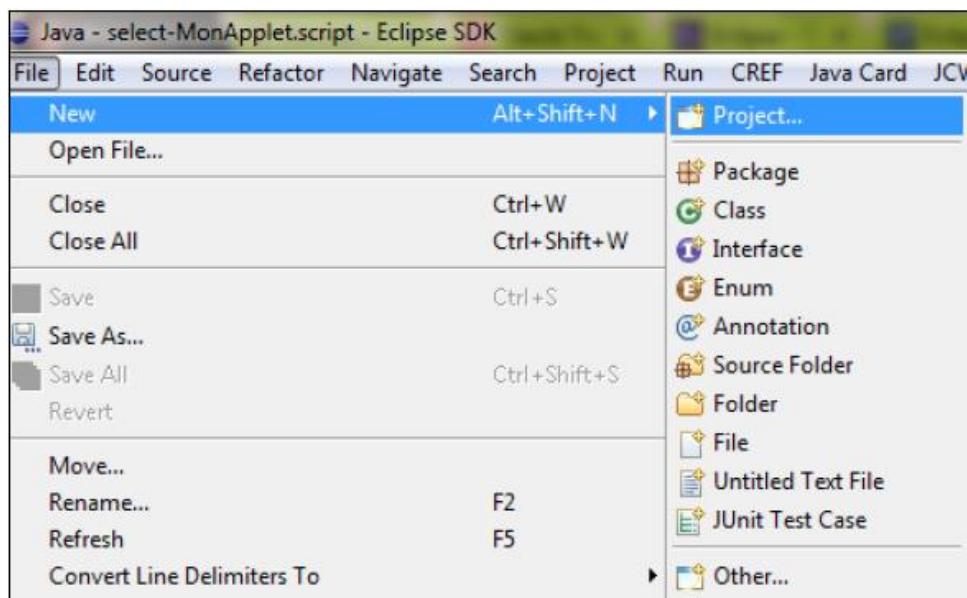 Java - select-MonApplet.script - Eclipse SDK
File Edit Source Refactor Navigate Search Project Run CREF Java Card JCW
New Alt+Shift+N
Open File...
Close Ctrl+W
Close All Ctrl+Shift+W
Save Ctrl+S
Save As...
Save All Ctrl+Shift+S
Revert
Move...
Rename... F2
Refresh F5
Convert Line Delimiters To
Project...
Package
Class
Interface
Enum
Annotation
Source Folder
Folder
File
Untitled Text File
JUnit Test Case
Other...